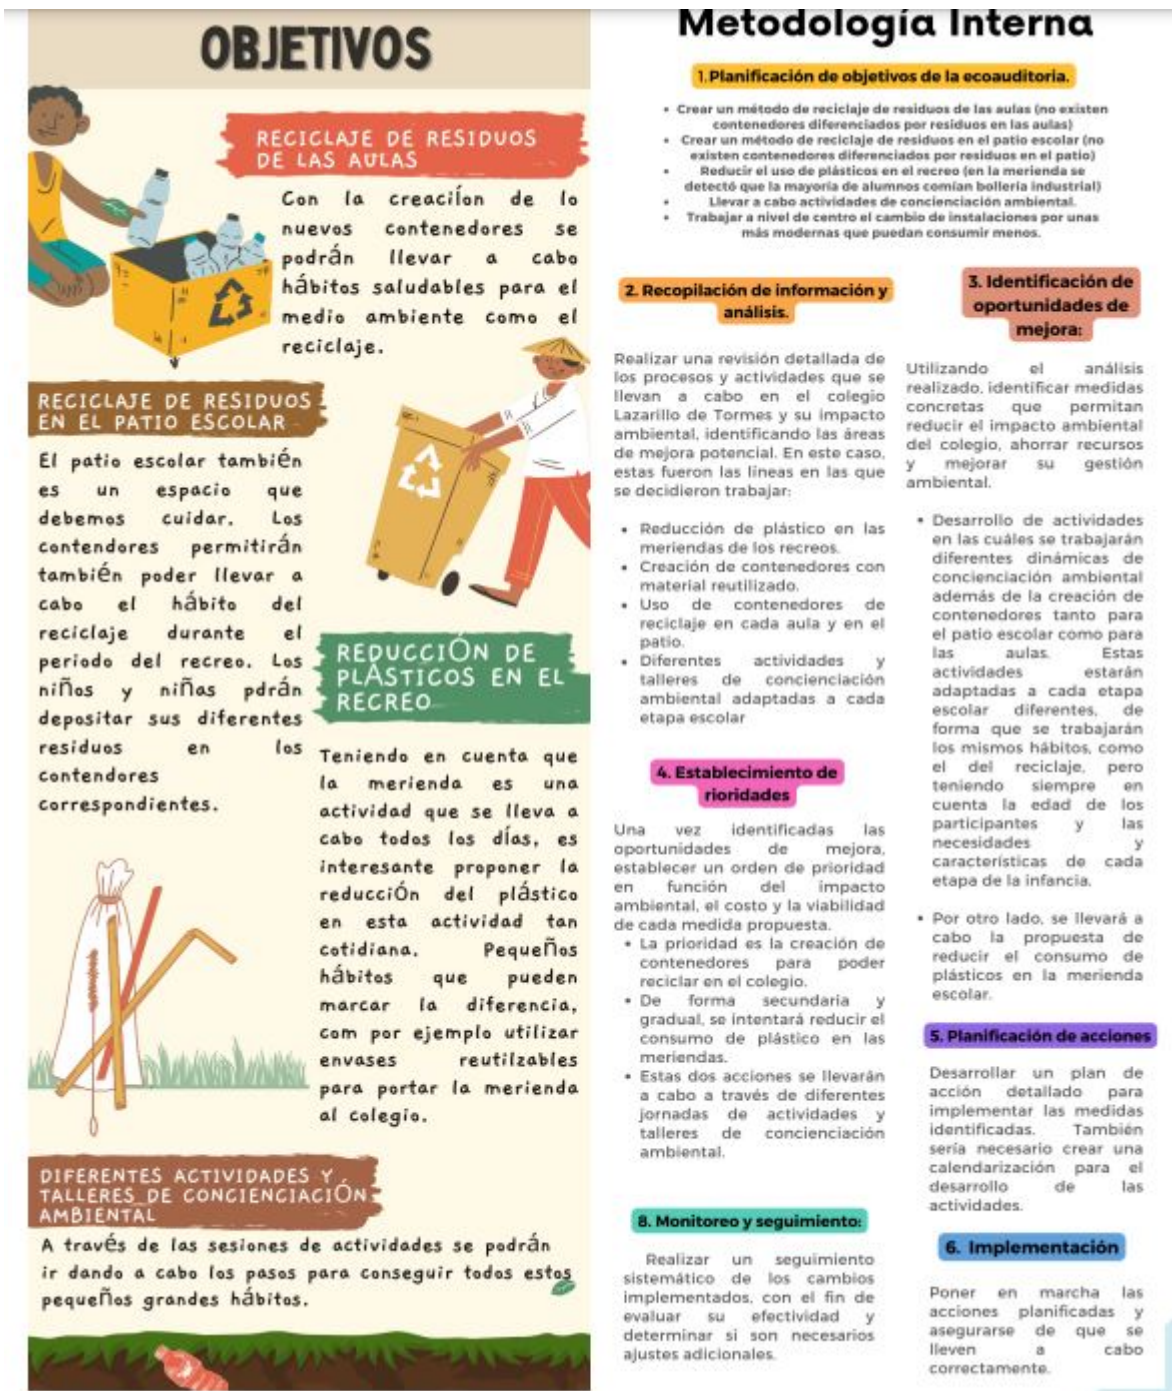 OBJETIVOS
RECICLAJE DE RESIDUOS
DE LAS AULAS
Con la creacilon de lo
nuevos contenedores se
podrán llevar a cabo
hábitos saludables para el
medio ambiente como el
reciclaje.
RECICLAJE DE RESIDUOS
EN EL PATIO ESCOLAR
El patio escolar también
es un espacio que
debemos cuidar. Los
contendores permitirán
también poder llevar a
cabo el hábito del
reciclaje durante el
periodo del recreo. Los
niños y niñas pdrán
depositar sus diferentes
residuos en los
contendores
correspondientes.
REDUCCIÓN DE
PLÁSTICOS EN EL
RECREO
Teniendo en cuenta que
la merienda es una
actividad que se lleva a
cabo todos los días, es
interesante proponer la
reducción del plástico
en esta actividad tan
cotidiana. Pequeños
hábitos que pueden
marcar la diferencia,
com por ejemplo utilizar
envases reutilzables
para portar la merienda
al colegio.
DIFERENTES ACTIVIDADES Y
TALLERES DE CONCIENCIACIÓN
AMBIENTAL
A través de las sesiones de actividades se podrán
ir dando a cabo los pasos para conseguir todos estos
pequeños grandes hábitos.
Metodología Interna
1.Planificación de objetivos de la ecoauditoria.
• Crear un método de reciclaje de residuos de las aulas (no existen
contenedores diferenciados por residuos en las aulas)
• Crear un método de reciclaje de residuos en el patio escolar (no
existen contenedores diferenciados por residuos en el patio)
• Reducir el uso de plásticos en el recreo (en la merienda se
detectó que la mayoría de alumnos comían bollería industrial)
• Llevar a cabo actividades de concienciación ambiental.
• Trabajar a nivel de centro el cambio de instalaciones por unas
más modernas que puedan consumir menos.
2. Recopilación de información y
análisis.
Realizar una revisión detallada de
los procesos y actividades que se
llevan a cabo en el colegio
Lazarillo de Tormes y su impacto
ambiental, identificando las áreas
de mejora potencial. En este caso,
estas fueron las líneas en las que
se decidieron trabajar:
• Reducción de plástico en las
meriendas de los recreos.
• Creación de contenedores con
material reutilizado.
• Uso de contenedores de
reciclaje en cada aula y en el
patio.
• Diferentes actividades y
talleres de concienciación
ambiental adaptadas a cada
etapa escolar
3. Identificación de
oportunidades de
mejora:
Utilizando el análisis
realizado, identificar medidas
concretas que permitan
reducir el impacto ambiental
del colegio, ahorrar recursos
y mejorar su gestión
ambiental.
• Desarrollo de actividades
en las cuáles se trabajarán
diferentes dinámicas de
concienciación ambiental
además de la creación de
contenedores tanto para
el patio escolar como para
las aulas. Estas
actividades estarán
adaptadas a cada etapa
escolar diferentes, de
forma que se trabajarán
los mismos hábitos, como
el del reciclaje, pero
teniendo siempre en
cuenta la edad de los
participantes y las
necesidades y
características de cada
etapa de la infancia.
• Por otro lado, se llevará a
cabo la propuesta de
reducir el consumo de
plásticos en la merienda
escolar.
4. Establecimiento de
rioridades
Una vez identificadas las
oportunidades de mejora,
establecer un orden de prioridad
en función del impacto
ambiental, el costo y la viabilidad
de cada medida propuesta.
• La prioridad es la creación de
contenedores para poder
reciclar en el colegio.
• De forma secundaria y
gradual, se intentará reducir el
consumo de plástico en las
meriendas.
• Estas dos acciones se llevarán
a cabo a través de diferentes
jornadas de actividades y
talleres de concienciación
ambiental.
5. Planificación de acciones
Desarrollar un plan de
acción detallado para
implementar las medidas
identificadas. También
sería necesario crear una
calendarización para el
desarrollo de las
actividades.
6. Implementación
Poner en marcha las
acciones planificadas y
asegurarse de que se
lleven a cabo
correctamente.
8. Monitoreo y seguimiento:
Realizar un seguimiento
sistemático de los cambios
implementados, con el fin de
evaluar su efectividad y
determinar si son necesarios
ajustes adicionales.